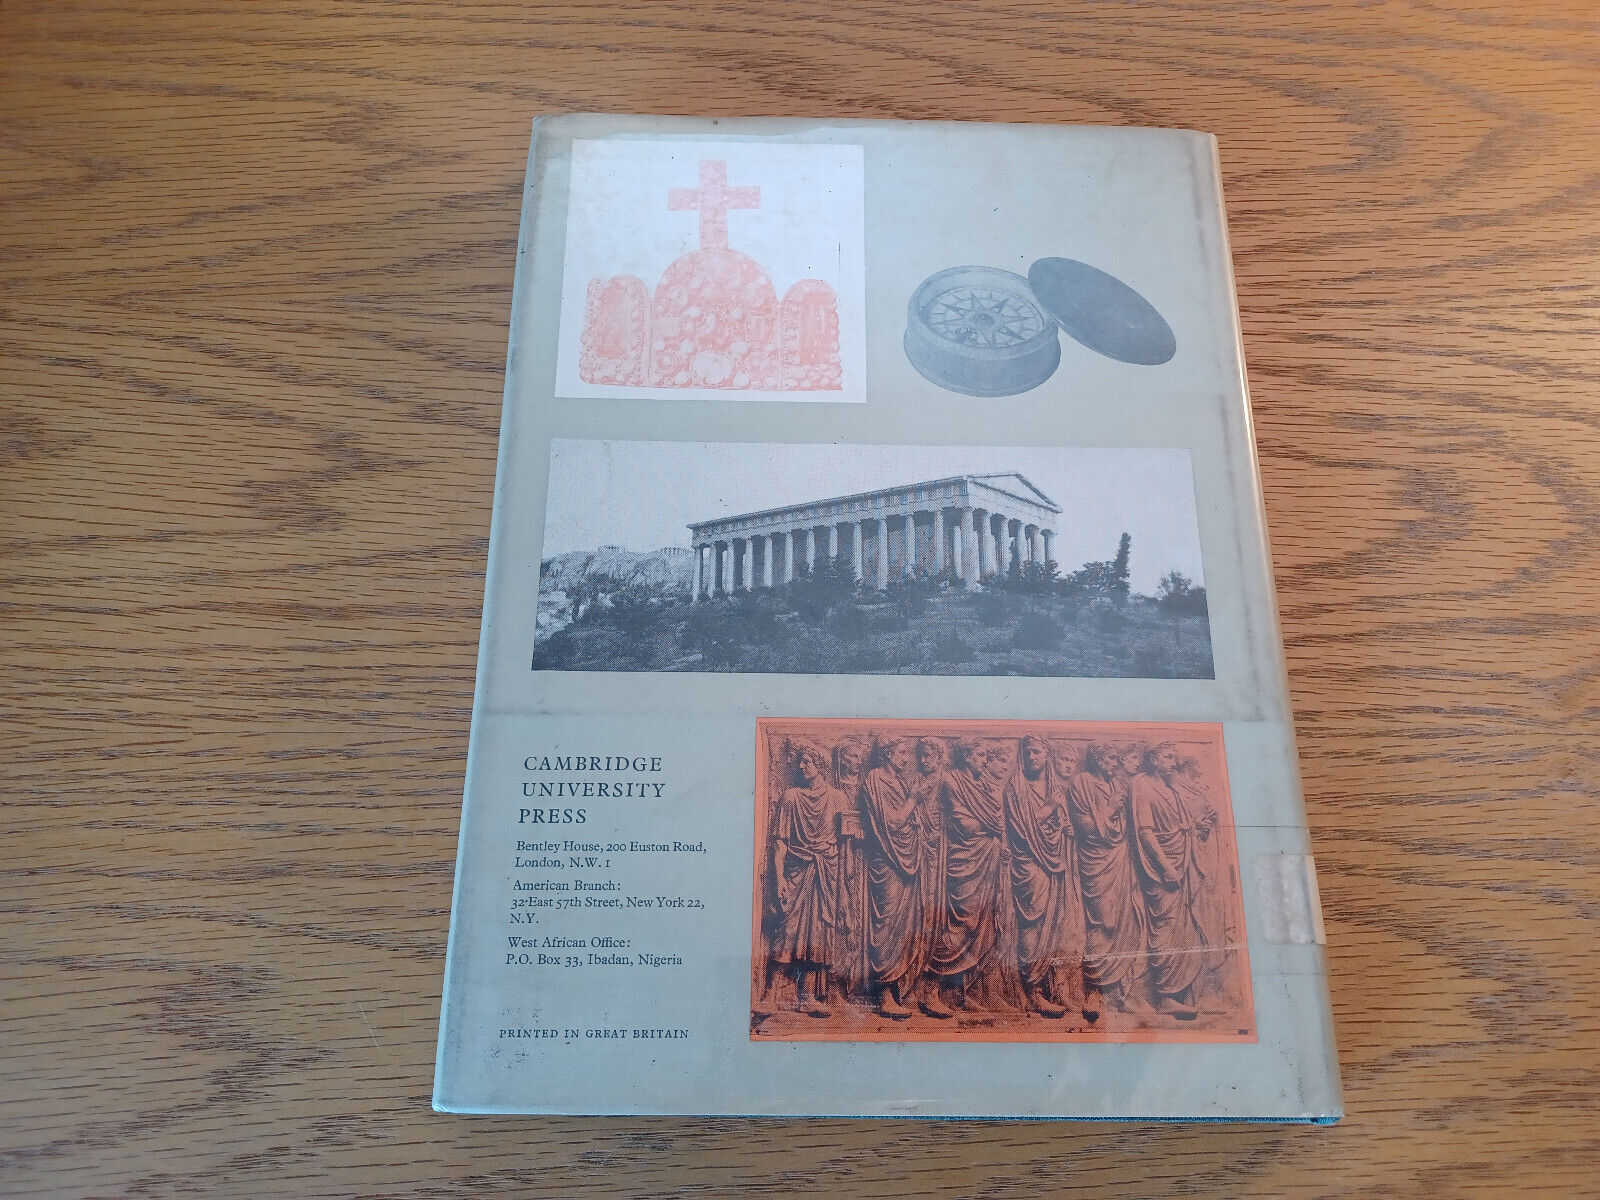 CAMBRIDGE
UNIVERSITY
PRESS
Bentley House, 200 Euston Road,
London, N.W. 1
American Branch:
32 East 57th Street, New York 22,
N.Y.
West African Office:
P.O. Box 33, Ibadan, Nigeria
PRINTED IN GREAT BRITAIN